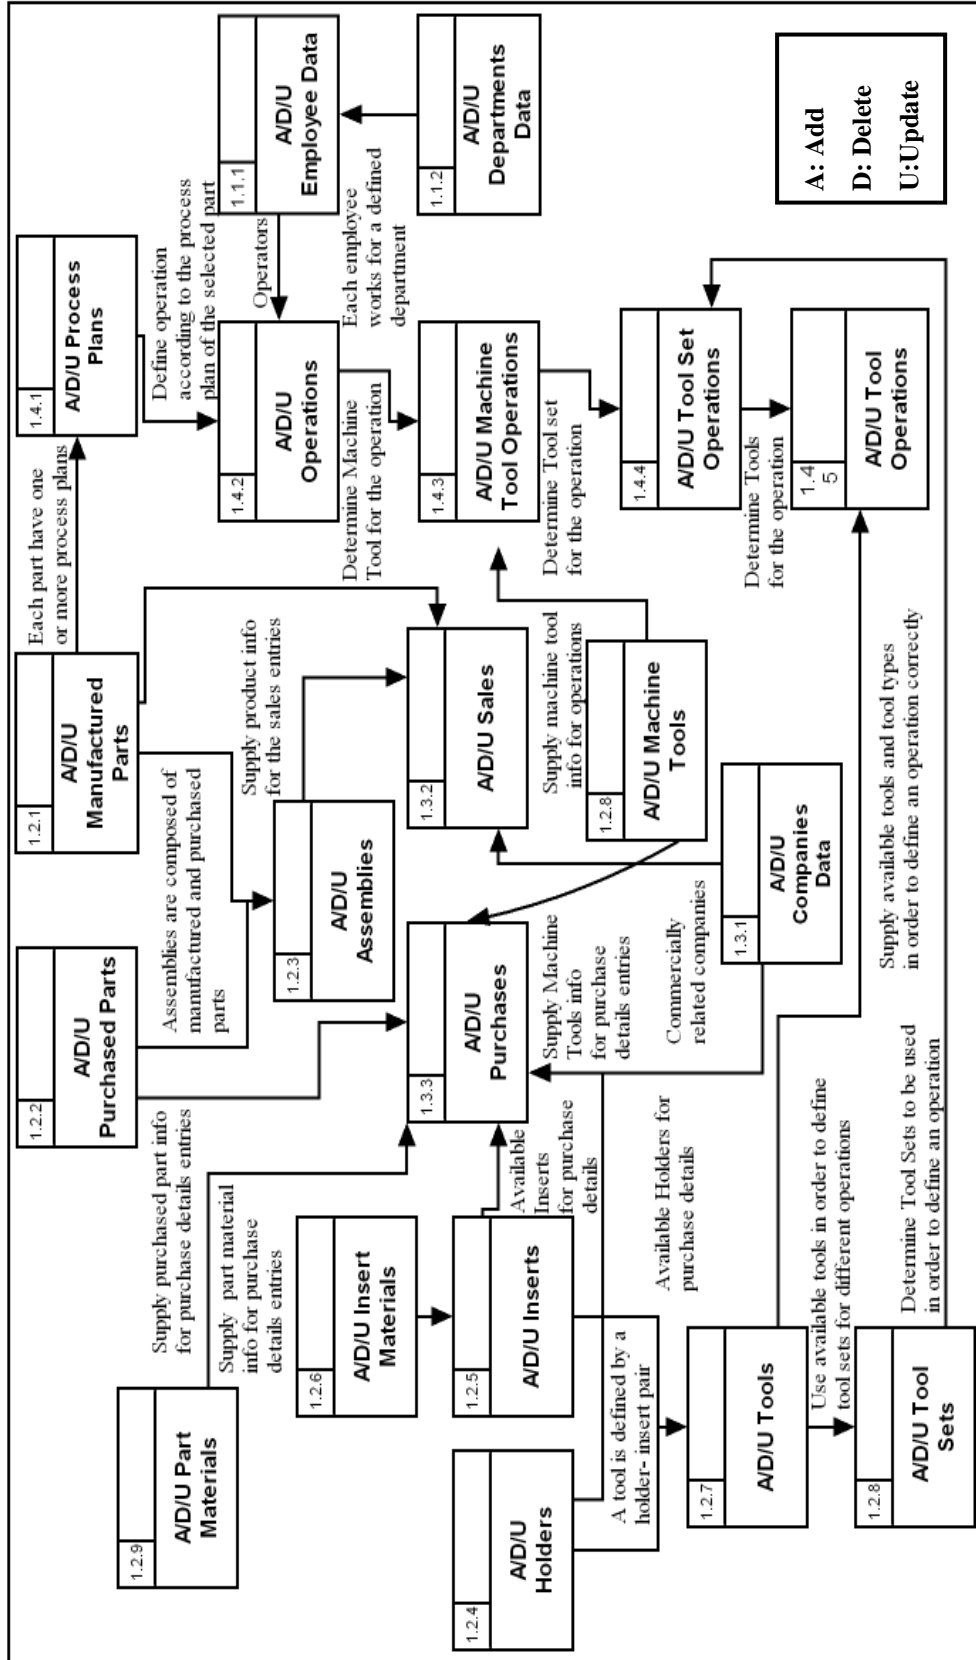 1.2.9
A/D/U Part
Materials
1.2.2
A/D/U
Purchased Parts
1.2.1
A/D/U
Manufactured
Parts
Each part have one
or more process plans
1.4.1
A/D/U Process
Plans
Supply purchased part info
for purchase details entries
Assemblies are composed of
manufactured and purchased
parts
Define operation
according to the process
plan of the selected part
Supply part material
info for purchase
details entries
Supply product info
for the sales entries
1.4.2
A/D/U
Operations
Operators
1.1.1
A/D/U
Employee Data
1.2.6
A/D/U Insert
Materials
1.2.3
A/D/U
Assemblies
Determine Machine
Tool for the operation
Each employee
works for a defined
department
1.2.4
A/D/U
Holders
1.2.5
A/D/U Inserts
1.3.3
A/D/U
Purchases
1.3.2
A/D/U Sales
1.4.3
A/D/U Machine
Tool Operations
1.1.2
A/D/U
Departments
Data
Available
Inserts
for purchase
details
Supply Machine
Tools info
for purchase
details entries
Supply machine tool
info for operations
Determine Tool set
for the operation
1.2.8
A/D/U Machine
Tools
A tool is defined by a
holder- insert pair
Available Holders for
purchase details
Commercially
related companies
1.4.4
A/D/U Tool Set
Operations
1.2.7
A/D/U Tools
1.3.1
A/D/U
Companies
Data
Determine Tools
for the operation
Use available tools in order to define
tool sets for different operations
1.4
5
A/D/U Tool
Operations
1.2.8
A/D/U Tool
Sets
Supply available tools and tool types
in order to define an operation correctly
Determine Tool Sets to be used
in order to define an operation
A: Add
D: Delete
U:Update